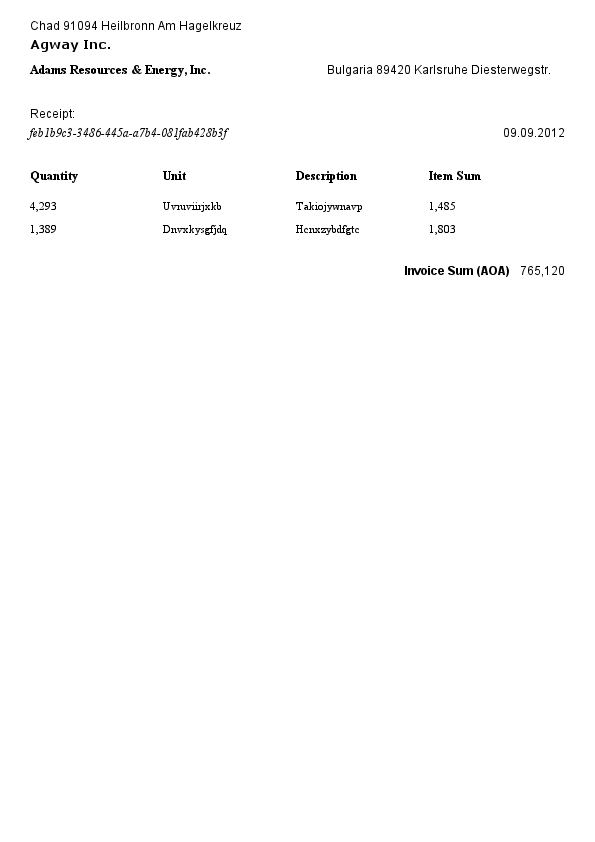 Chad 91094 Heilbronn Am Hagelkreuz
Agway Inc.
Adams Resources & Energy, Inc. Bulgaria 89420 Karlsruhe Diesterwegstr.
Receipt:
feb1b9c3-3486-445a-a7b4-081fab428b3f 09.09.2012
Quantity Unit Description Item Sum
4,293 Uvruviirjxkb Takiojywnavp 1,485
1,389 Dnvxkysgfjdq Hcnxzybdfgtc 1,803
Invoice Sum (AOA) 765,120